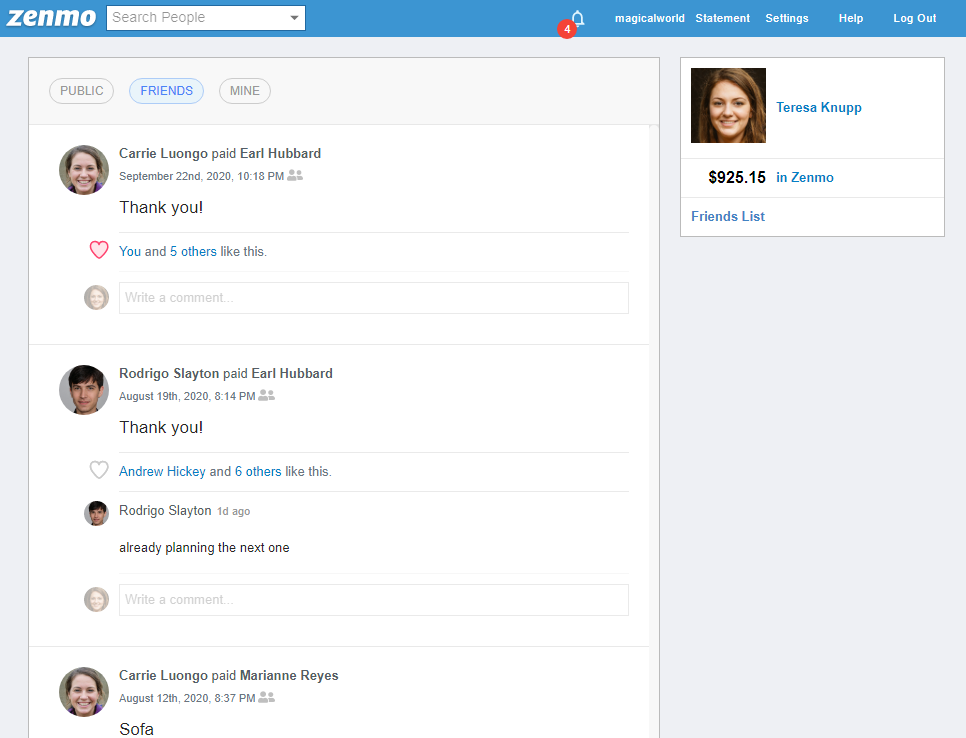 zenmo
Search People
4
magicalworld
Statement
Settings
Help
Log Out
PUBLIC
FRIENDS
MINE
Carrie Luongo paid Earl Hubbard
September 22nd, 2020, 10:18 PM
Thank you!
You and 5 others like this.
Write a comment...
Rodrigo Slayton paid Earl Hubbard
August 19th, 2020, 8:14 PM
Thank you!
Andrew Hickey and 6 others like this.
Rodrigo Slayton 1d ago
already planning the next one
Write a comment...
Carrie Luongo paid Marianne Reyes
August 12th, 2020, 8:37 PM
Sofa
Teresa Knupp
$925.15 in Zenmo
Friends List